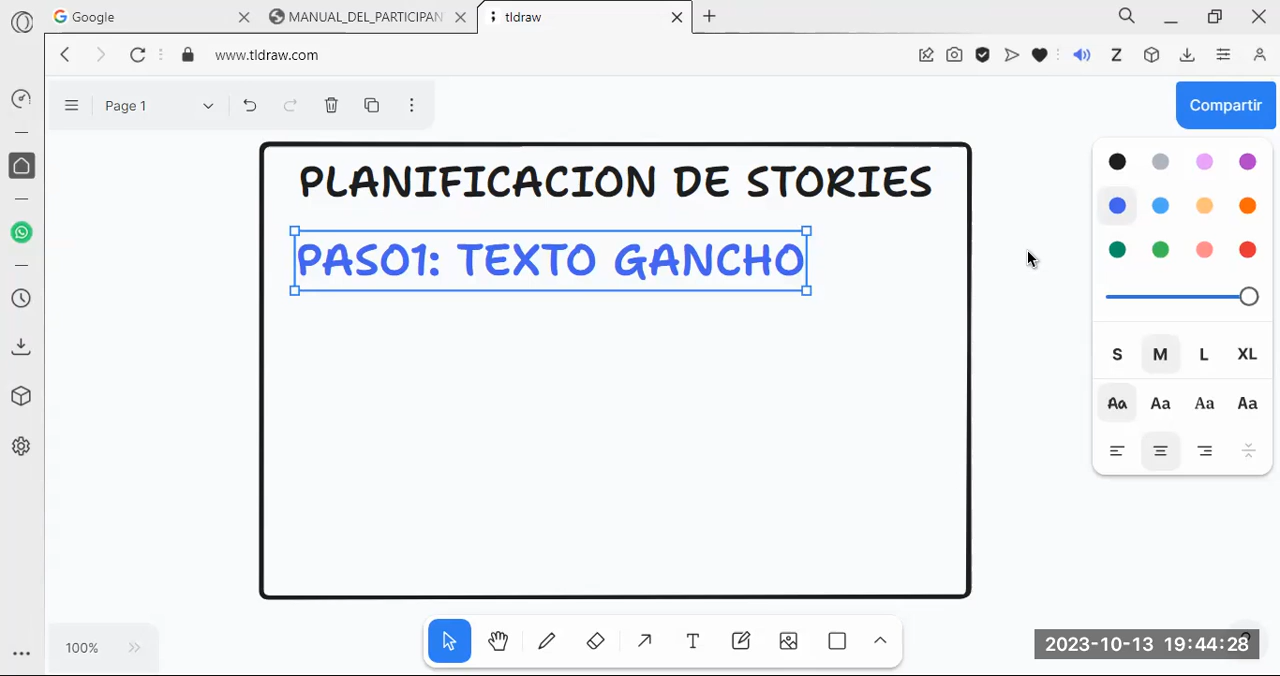 Google
MANUAL_DEL_PARTICIPAN
tldraw
www.tldraw.com
Z
Page 1
Compartir
PLANIFICACION DE STORIES
PASO1: TEXTO GANCHO
S M L XL
Aa Aa Aa Aa
100%
T
2023-10-13 19:44:28